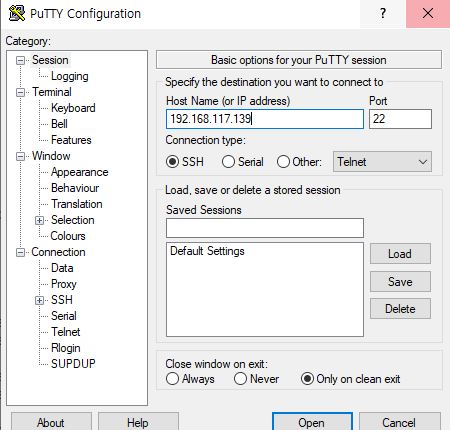 PuTTY Configuration
? ×
Category:
Session
Logging
Terminal
Keyboard
Bell
Features
Window
Appearance
Behaviour
Translation
Selection
Colours
Connection
Data
Proxy
SSH
Serial
Telnet
Rlogin
SUPDUP
Basic options for your PuTTY session
Specify the destination you want to connect to
Host Name (or IP address) Port
192.168.117.139 22
Connection type:
SSH Serial Other: Telnet
Load, save or delete a stored session
Saved Sessions
Default Settings
Load
Save
Delete
Close window on exit:
Always Never Only on clean exit
About Help Open Cancel